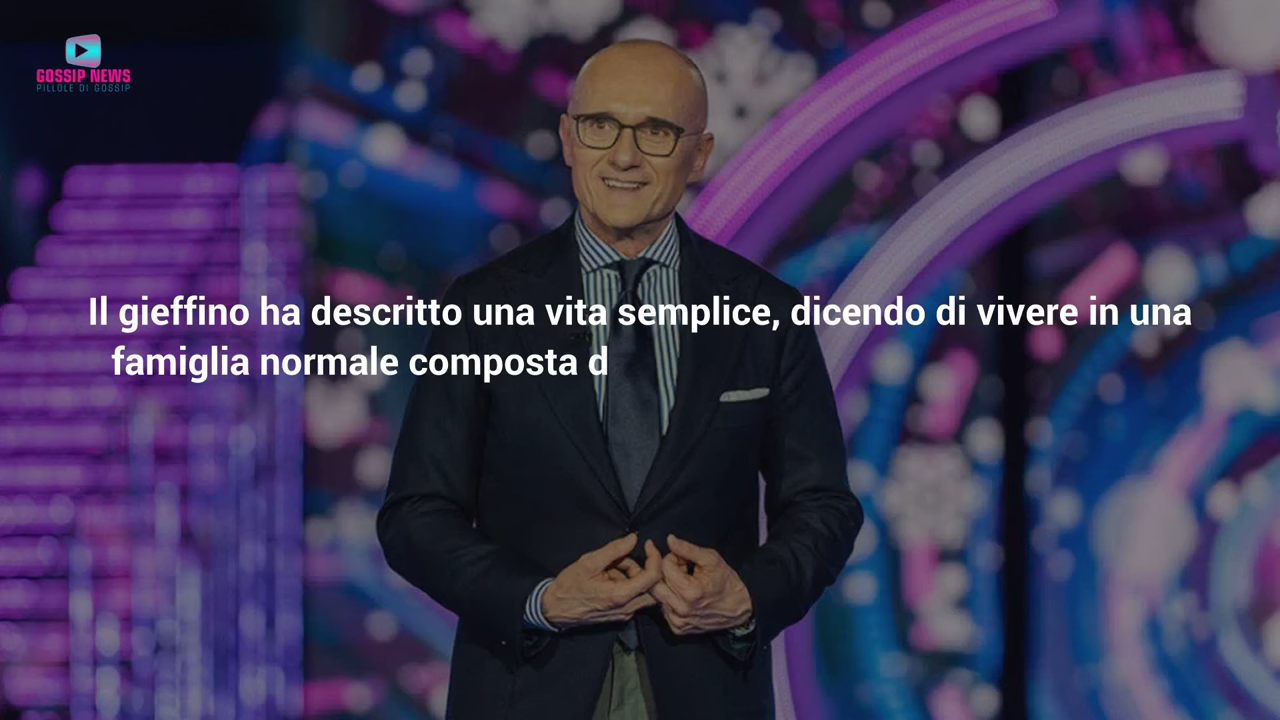 GOSSIP NEWS
PILLOLE DI GOSSIP
Il gieffino ha descritto una vita semplice, dicendo di vivere in una
famiglia normale composta d